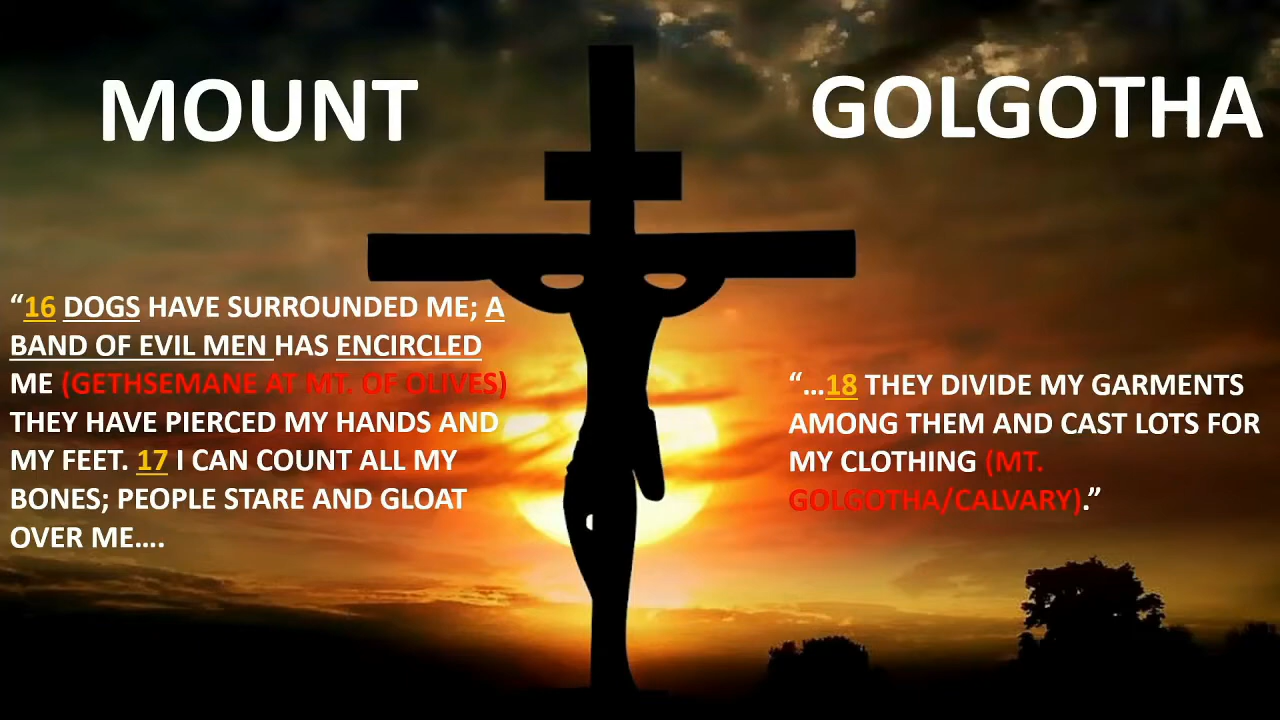 MOUNT
GOLGOTHA
“16 DOGS HAVE SURROUNDED ME; A
BAND OF EVIL MEN HAS ENCIRCLED
ME (GETHSEMANE AT MT. OF OLIVES)
THEY HAVE PIERCED MY HANDS AND
MY FEET. 17 I CAN COUNT ALL MY
BONES; PEOPLE STARE AND GLOAT
OVER ME....
“...18 THEY DIVIDE MY GARMENTS
AMONG THEM AND CAST LOTS FOR
MY CLOTHING (MT.
GOLGOTHA/CALVARY).”